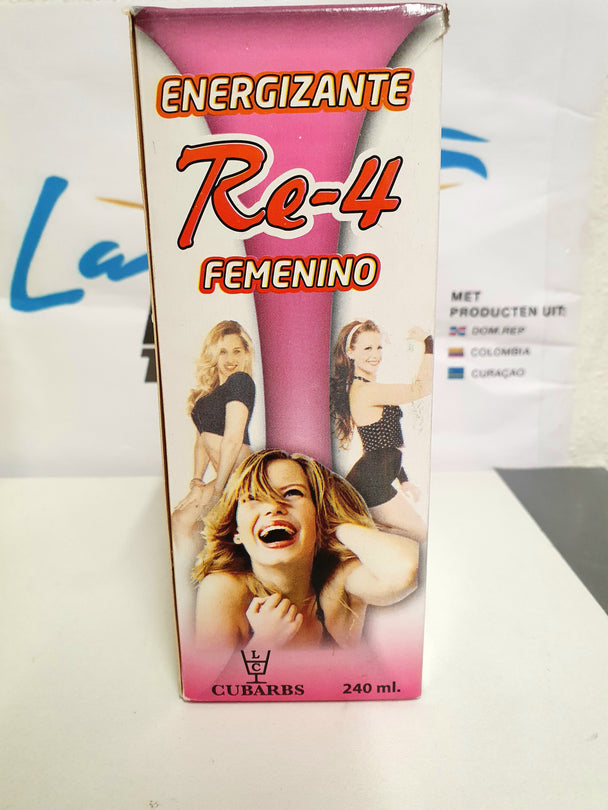 ENERGIZANTE
Re-4
FEMENINO
MET
PRODUCTEN UIT:
DOM.REP
COLOMBIA
CURAÇAO
L
C
CUBARBS
240 ml.